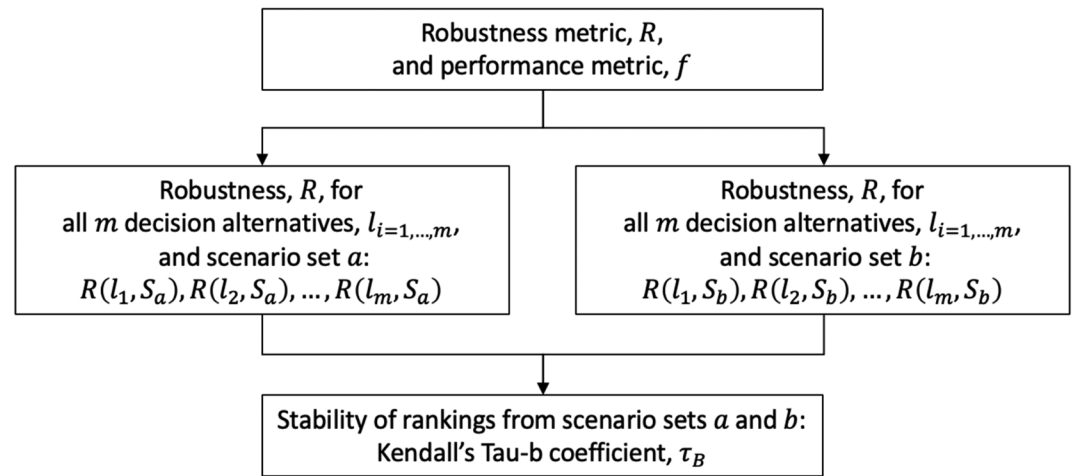 Robustness metric, R,
and performance metric, f
Robustness, R, for
all m decision alternatives, l_{i=1,…,m},
and scenario set a:
R(l_1, S_a), R(l_2, S_a), …, R(l_m, S_a)
Robustness, R, for
all m decision alternatives, l_{i=1,…,m},
and scenario set b:
R(l_1, S_b), R(l_2, S_b), …, R(l_m, S_b)
Stability of rankings from scenario sets a and b:
Kendall’s Tau-b coefficient, τ_B